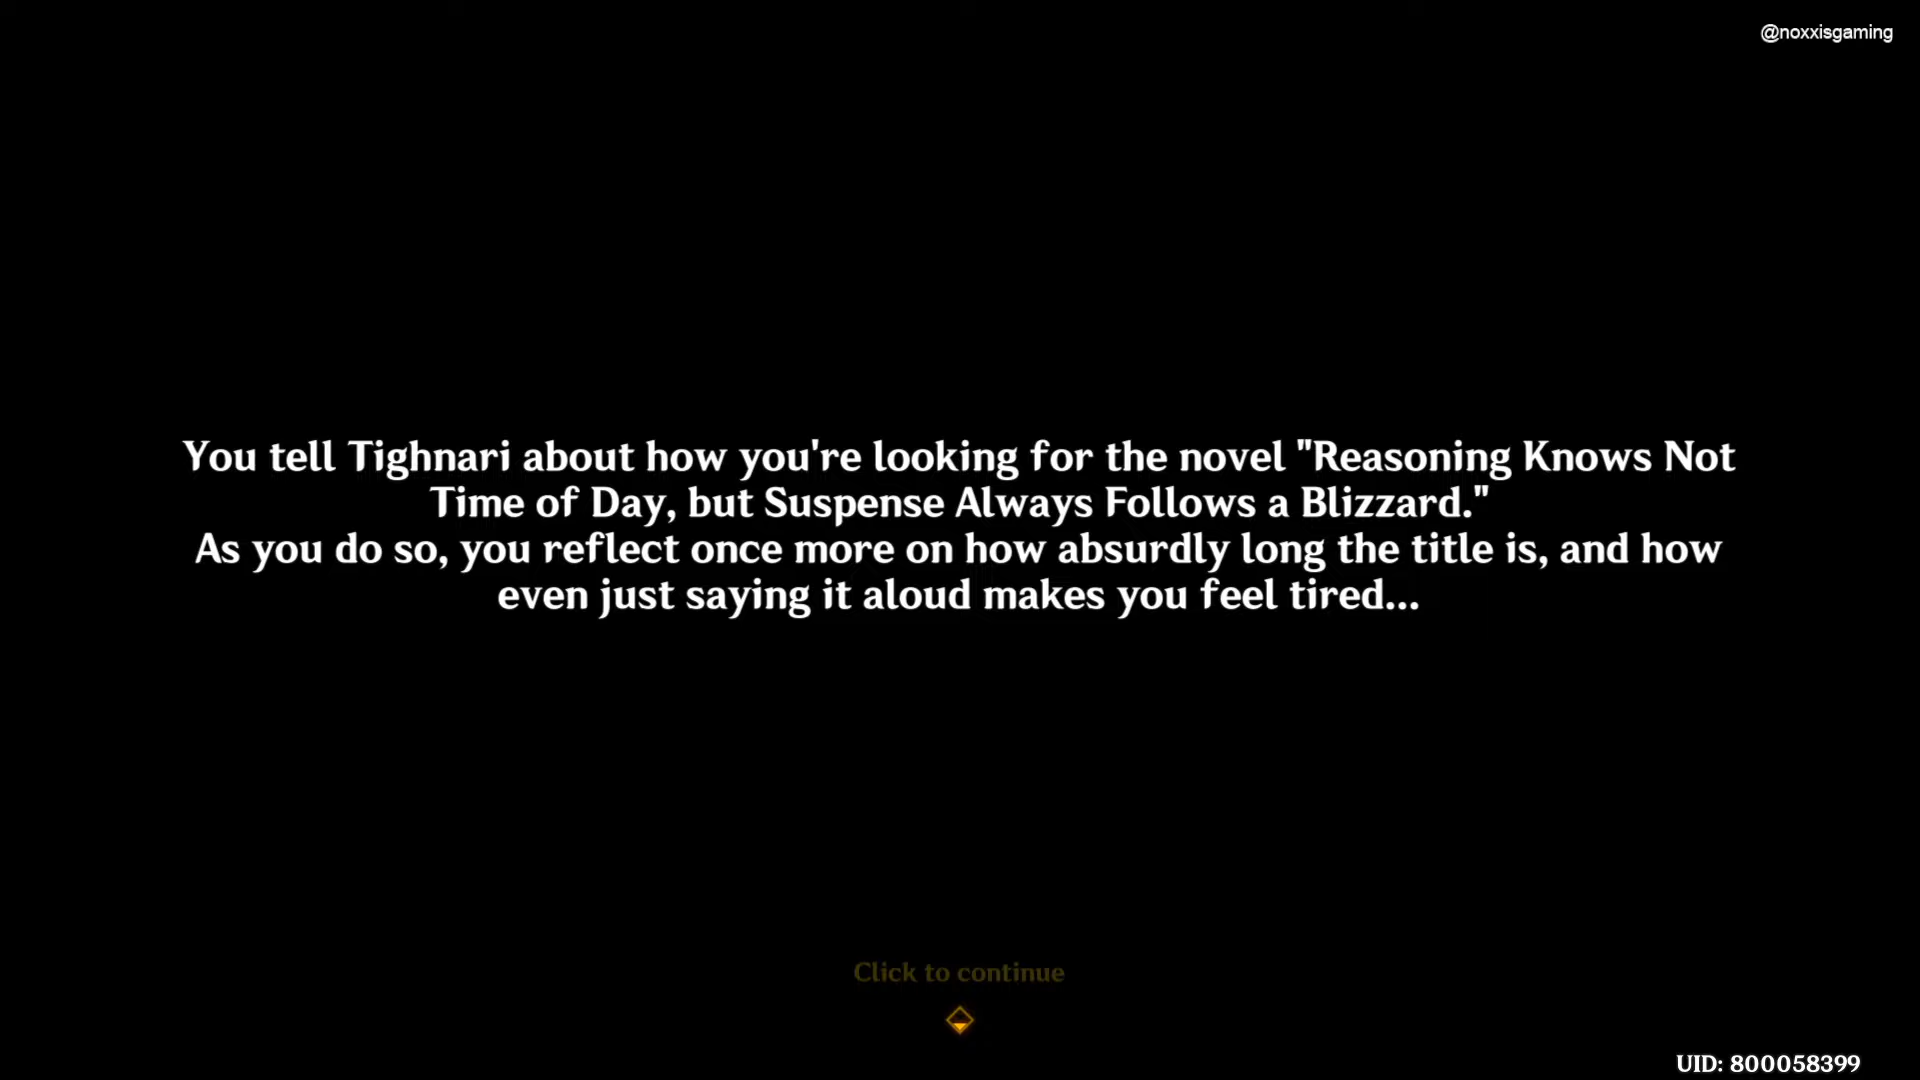 @noxxisgaming
You tell Tighnari about how you're looking for the novel "Reasoning Knows Not
Time of Day, but Suspense Always Follows a Blizzard."
As you do so, you reflect once more on how absurdly long the title is, and how
even just saying it aloud makes you feel tired...
Click to continue
UID: 800058399